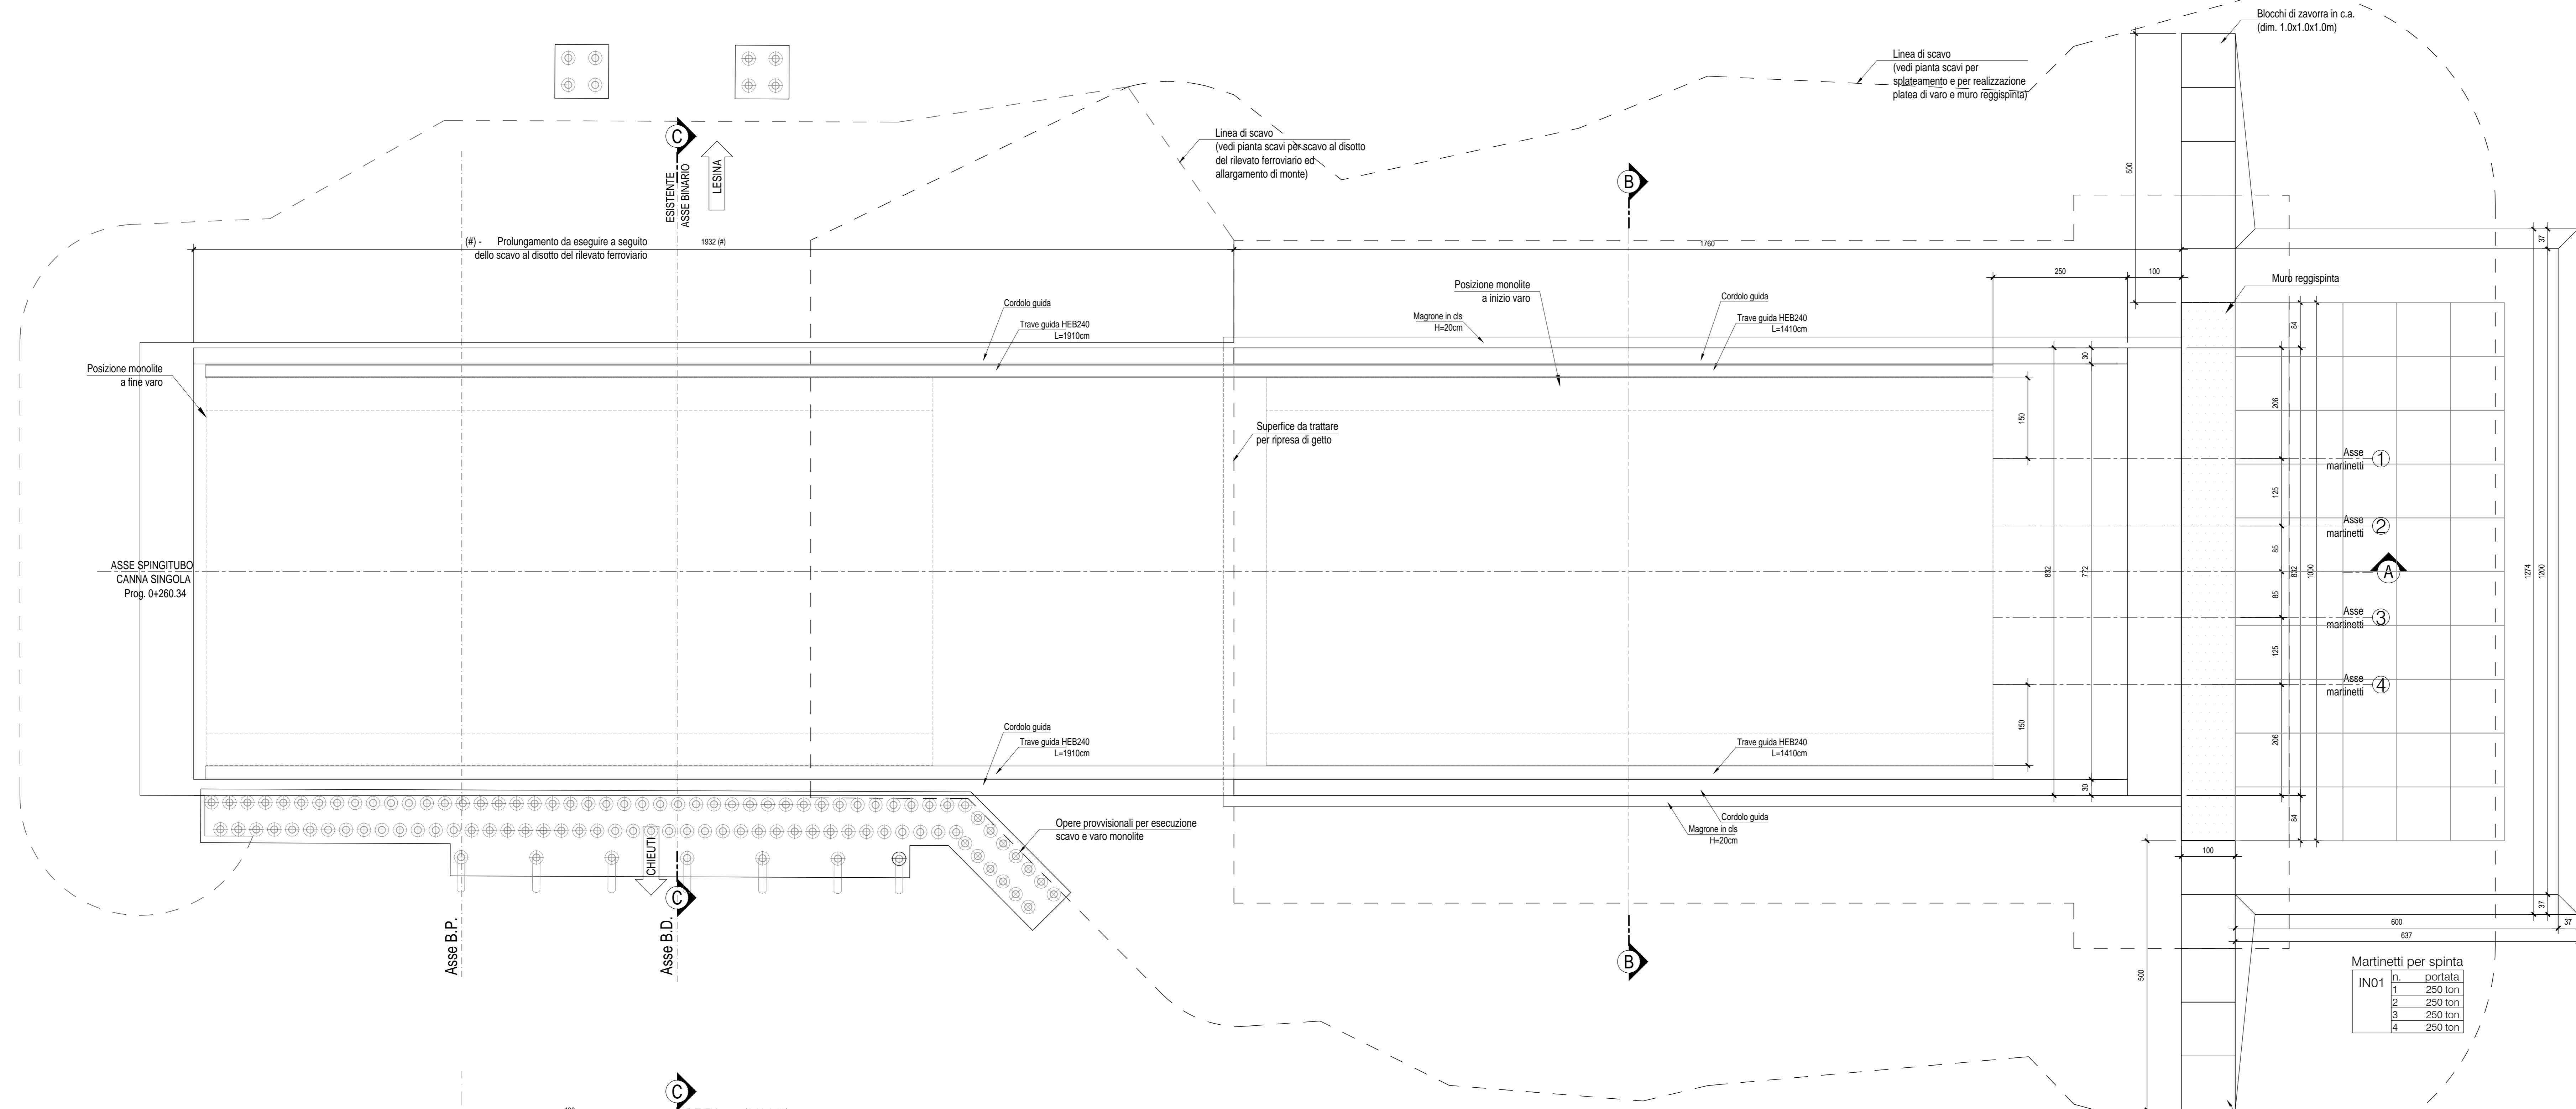 Blocchi di zavorra in c.a.
(dim. 1.0x1.0x1.0m)
Linea di scavo
(vedi pianta scavi per
splateamento e per realizzazione
platea di varo e muro reggispinta)
C
LESINA
ESISTENTE
ASSE BINARIO
Linea di scavo
(vedi pianta scavi per scavo al disotto
del rilevato ferroviario ed
allargamento di monte)
B
500
(#) - Prolungamento da eseguire a seguito
dello scavo al disotto del rilevato ferroviario
1932 (#)
1760
37
250
100
Muro reggispinta
Posizione monolite
a inizio varo
Cordolo guida
Cordolo guida
Magrone in cls
H=20cm
Trave guida HEB240
L=1910cm
Trave guida HEB240
L=1410cm
84
30
Posizione monolite
a fine varo
206
150
Superfice da trattare
per ripresa di getto
Asse
martinetti
1
125
Asse
martinetti
2
85
ASSE SPINGITUBO
CANNA SINGOLA
Prog. 0+260.34
832
772
832
1000
A
1274
1200
85
Asse
martinetti
3
125
Asse
martinetti
4
150
206
Cordolo guida
Trave guida HEB240
L=1910cm
Trave guida HEB240
L=1410cm
30
84
Cordolo guida
Magrone in cls
H=20cm
Opere provvisionali per esecuzione
scavo e varo monolite
CHIEUTI
100
C
Asse B.P.
Asse B.D.
B
37
600
37
637
500
Martinetti per spinta
IN01
n. portata
1 250 ton
2 250 ton
3 250 ton
4 250 ton
C